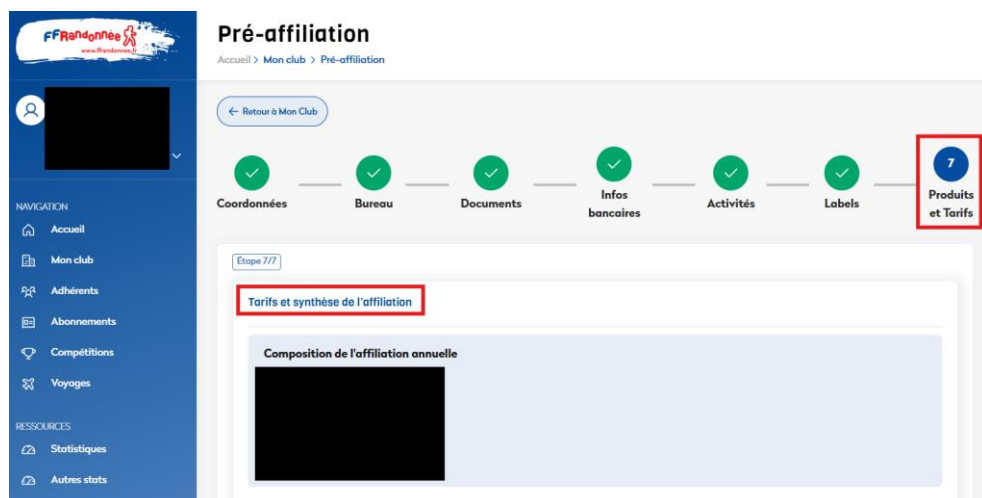 FFRandonnée
www.ffrandonnee.fr
Pré-affiliation
Accueil > Mon club > Pré-affiliation
← Retour à Mon Club
7
Coordonnées
Bureau
Documents
Infos
bancaires
Activités
Labels
Produits
et Tarifs
NAVIGATION
Accueil
Mon club
Adhérents
Abonnements
Compétitions
Voyages
RESSOURCES
Statistiques
Autres stats
Étape 7/7
Tarifs et synthèse de l'affiliation
Composition de l'affiliation annuelle